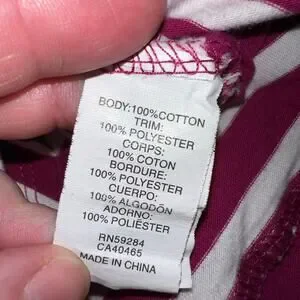 BODY:100%COTTON
TRIM:
100% POLYESTER
CORPS:
100% COTON
BORDURE:
100% POLYESTER
CUERPO:
100% ALGODÓN
ADORNO:
100% POLIÉSTER
RN59284
CA40465
MADE IN CHINA